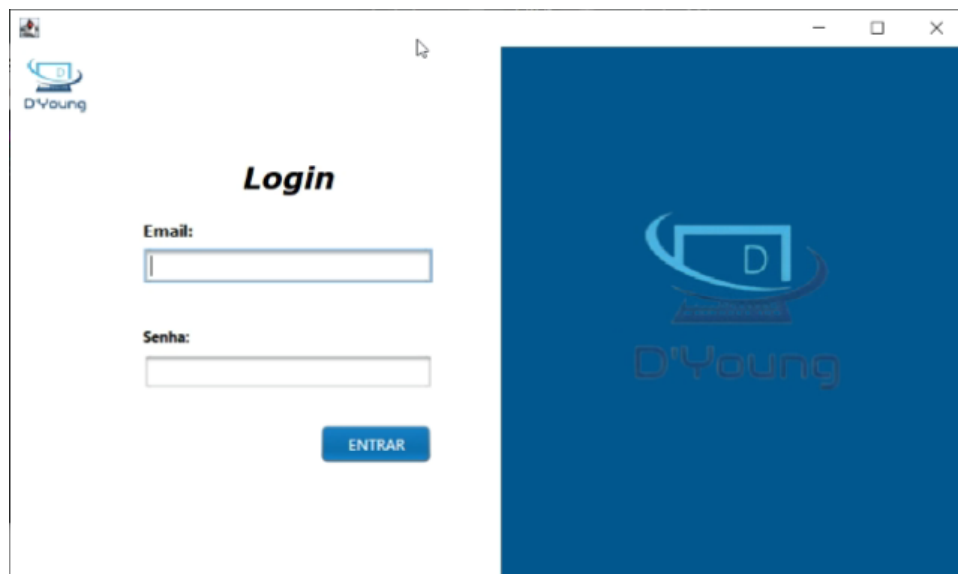 D
D'Young
Login
Email:
Senha:
ENTRAR
D
D'Young